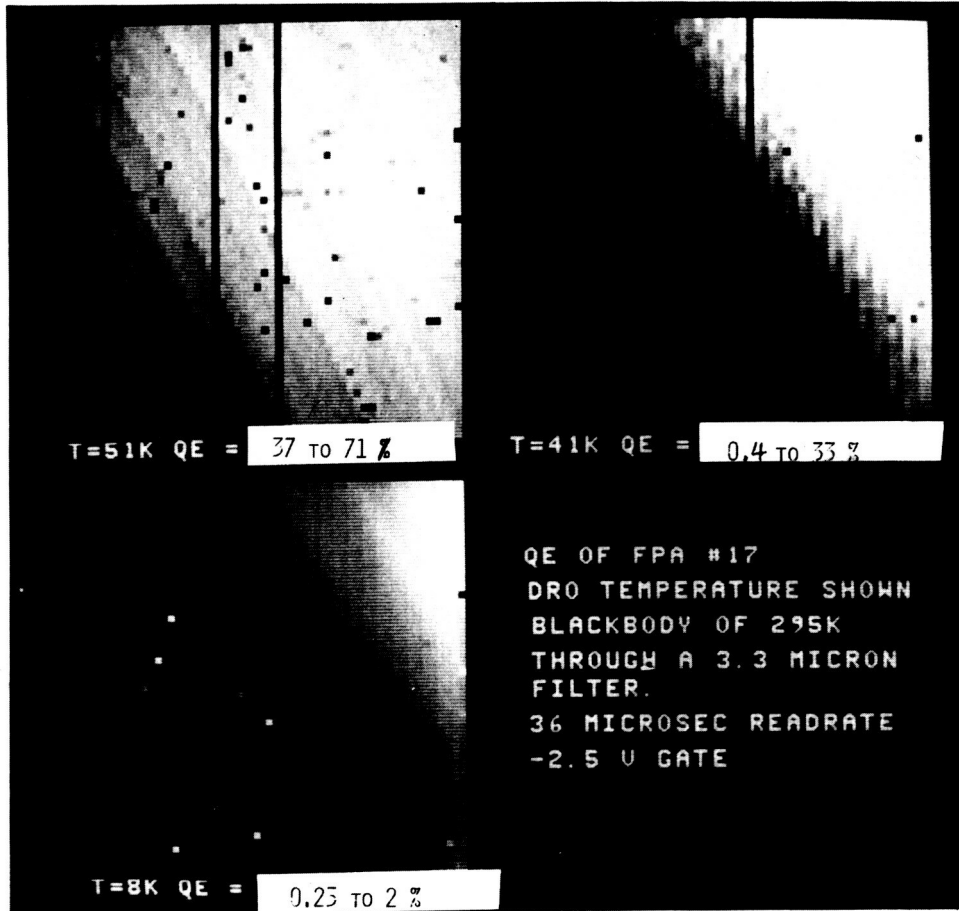 T=51K QE = 37 TO 71 %
T=41K QE = 0.4 TO 33 %
QE OF FPA #17
DRO TEMPERATURE SHOWN
BLACKBODY OF 295K
THROUGH A 3.3 MICRON
FILTER.
36 MICROSEC READRATE
-2.5 V GATE
T=8K QE = 0.23 TO 2 %